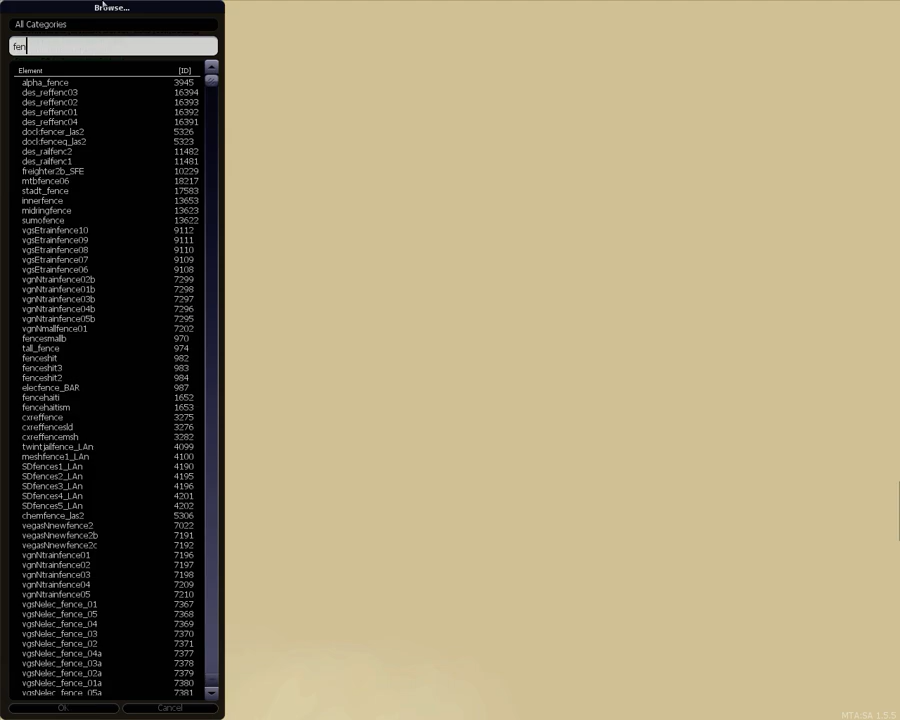 Browse...
All Categories
fen
Element [ID]
alpha_fence 3945
des_reffenc03 16394
des_reffenc02 16393
des_reffenc01 16392
des_reffenc04 16391
dockfencer_las2 5326
dockfenceq_las2 5323
des_railfenc2 11482
des_railfenc1 11481
freighter2b_SFE 10229
mtbfence06 18217
stadt_fence 17583
innerfence 13653
midringfence 13623
sumofence 13622
vgsEtrainfence10 9112
vgsEtrainfence09 9111
vgsEtrainfence08 9110
vgsEtrainfence07 9109
vgsEtrainfence06 9108
vgnNtrainfence02b 7299
vgnNtrainfence01b 7298
vgnNtrainfence03b 7297
vgnNtrainfence04b 7296
vgnNtrainfence05b 7295
vgnNmallfence01 7202
fencesmallb 970
tall_fence 974
fenceshit 982
fenceshit3 983
fenceshit2 984
elecfence_BAR 987
fencehaiti 1652
fencehaitism 1653
cxreffence 3275
cxreffencesld 3276
cxreffencemsh 3282
twintjailfence_LAn 4099
meshfence1_LAn 4100
SDfences1_LAn 4190
SDfences2_LAn 4195
SDfences3_LAn 4196
SDfences4_LAn 4201
SDfences5_LAn 4202
chemfence_las2 5306
vegasNnewfence2 7022
vegasNnewfence2b 7191
vegasNnewfence2c 7192
vgnNtrainfence01 7196
vgnNtrainfence02 7197
vgnNtrainfence03 7198
vgnNtrainfence04 7209
vgnNtrainfence05 7210
vgsNelec_fence_01 7367
vgsNelec_fence_05 7368
vgsNelec_fence_04 7369
vgsNelec_fence_03 7370
vgsNelec_fence_02 7371
vgsNelec_fence_04a 7377
vgsNelec_fence_03a 7378
vgsNelec_fence_02a 7379
vgsNelec_fence_01a 7380
vgsNelec_fence_05a 7381
Ok Cancel
MTA:SA 1.5.5